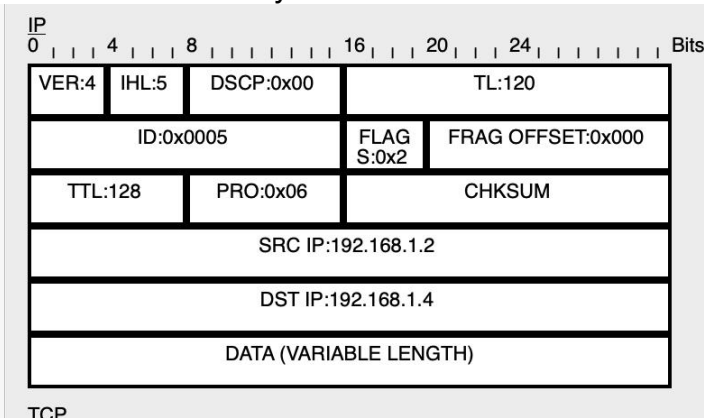 IP
0 4 8 16 20 24 Bits
VER:4 IHL:5 DSCP:0x00 TL:120
ID:0x0005 FLAG S:0x2 FRAG OFFSET:0x000
TTL:128 PRO:0x06 CHKSUM
SRC IP:192.168.1.2
DST IP:192.168.1.4
DATA (VARIABLE LENGTH)
TCP